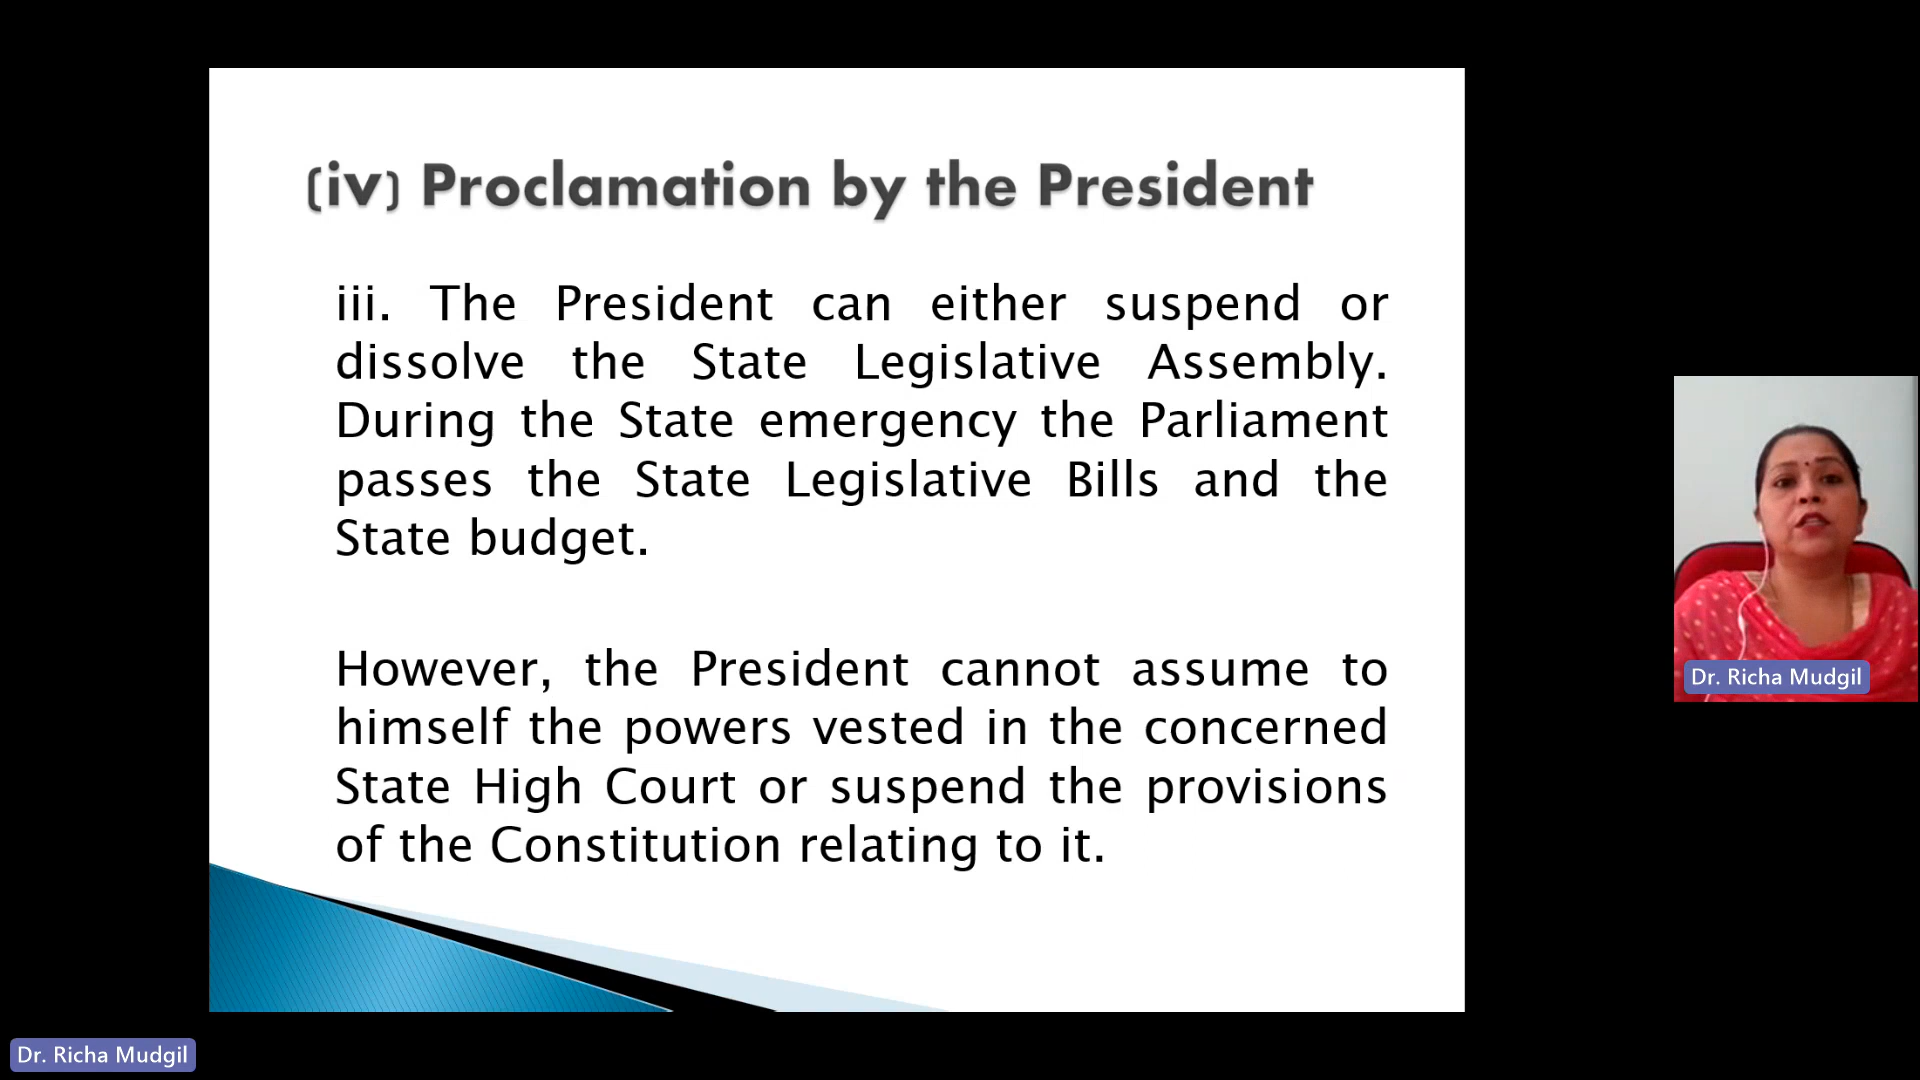 (iv) Proclamation by the President
iii. The President can either suspend or
dissolve the State Legislative Assembly.
During the State emergency the Parliament
passes the State Legislative Bills and the
State budget.
However, the President cannot assume to
himself the powers vested in the concerned
State High Court or suspend the provisions
of the Constitution relating to it.
Dr. Richa Mudgil
Dr. Richa Mudgil